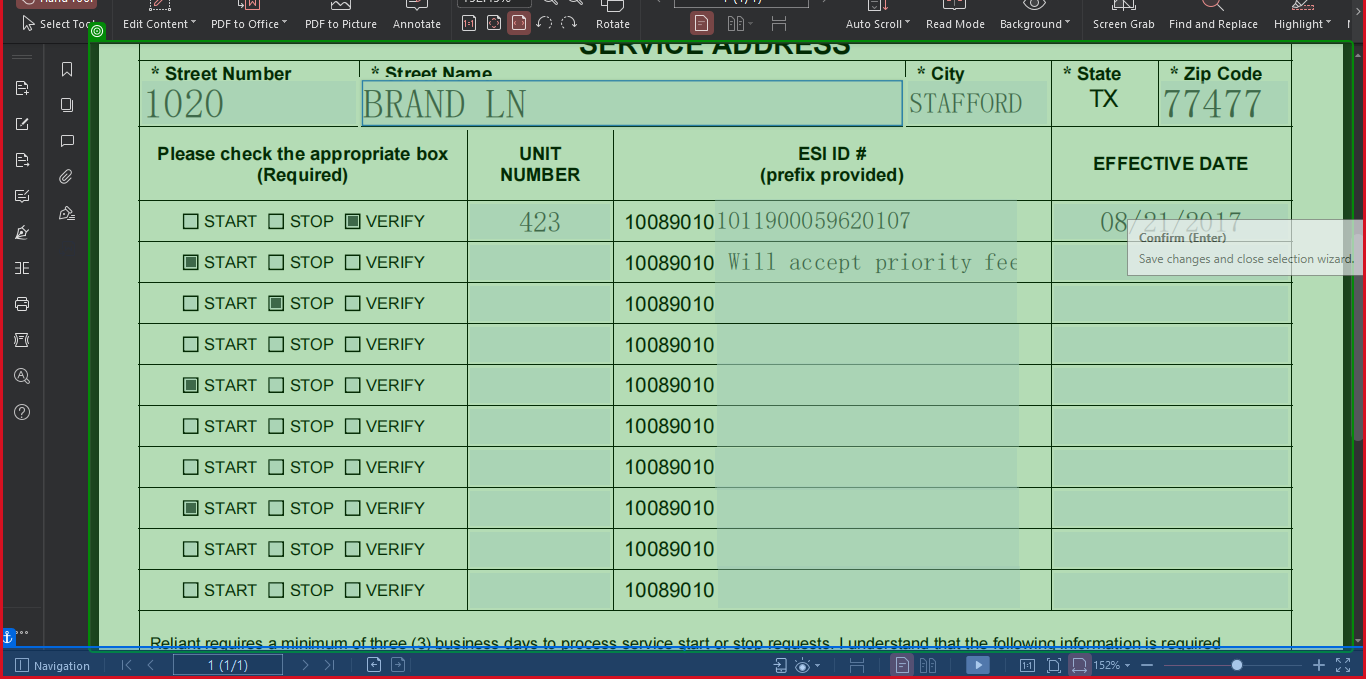 Hand Tool
Select
Edit Content
PDF to Office
PDF to Picture
Annotate
Rotate
Auto Scroll
Read Mode
Background
Screen Grab
Find and Replace
Highlight
SERVICE ADDRESS
* Street Number * Street Name * City * State * Zip Code
1020 BRAND LN STAFFORD TX 77477
Please check the appropriate box UNIT ESI ID # EFFECTIVE DATE
(Required) NUMBER (prefix provided)
START STOP VERIFY 423 10089010 1011900059620107 08/21/2017
Confirm (Enter)
Save changes and close selection wizard.
START STOP VERIFY 10089010 Will accept priority fee
START STOP VERIFY 10089010
START STOP VERIFY 10089010
START STOP VERIFY 10089010
START STOP VERIFY 10089010
START STOP VERIFY 10089010
START STOP VERIFY 10089010
START STOP VERIFY 10089010
START STOP VERIFY 10089010
Reliant requires a minimum of three (3) business days to process service start or stop requests. I understand that the following information is required
Navigation 1 (1/1) 152%